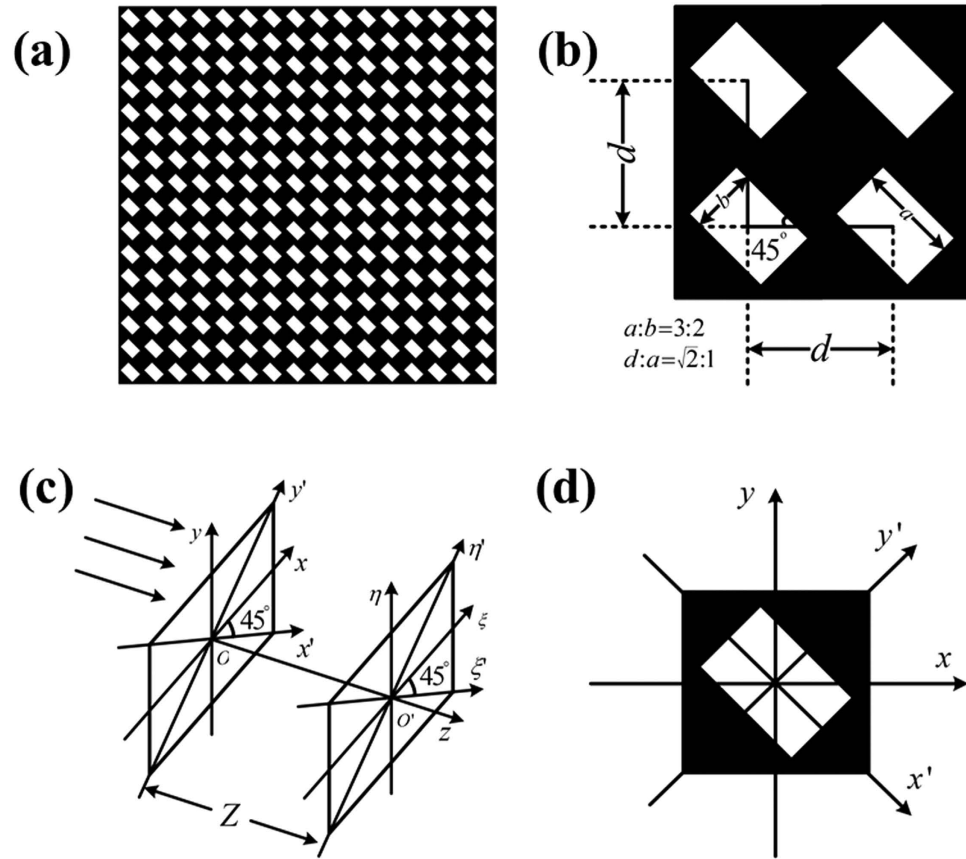 (a)
(b)
d
b
a
45°
a:b=3:2
d:a=√2:1
d
(c)
y'
y
x
45°
x'
O
η'
η
ξ
45°
ξ'
O'
z
Z
(d)
y
y'
x
x'